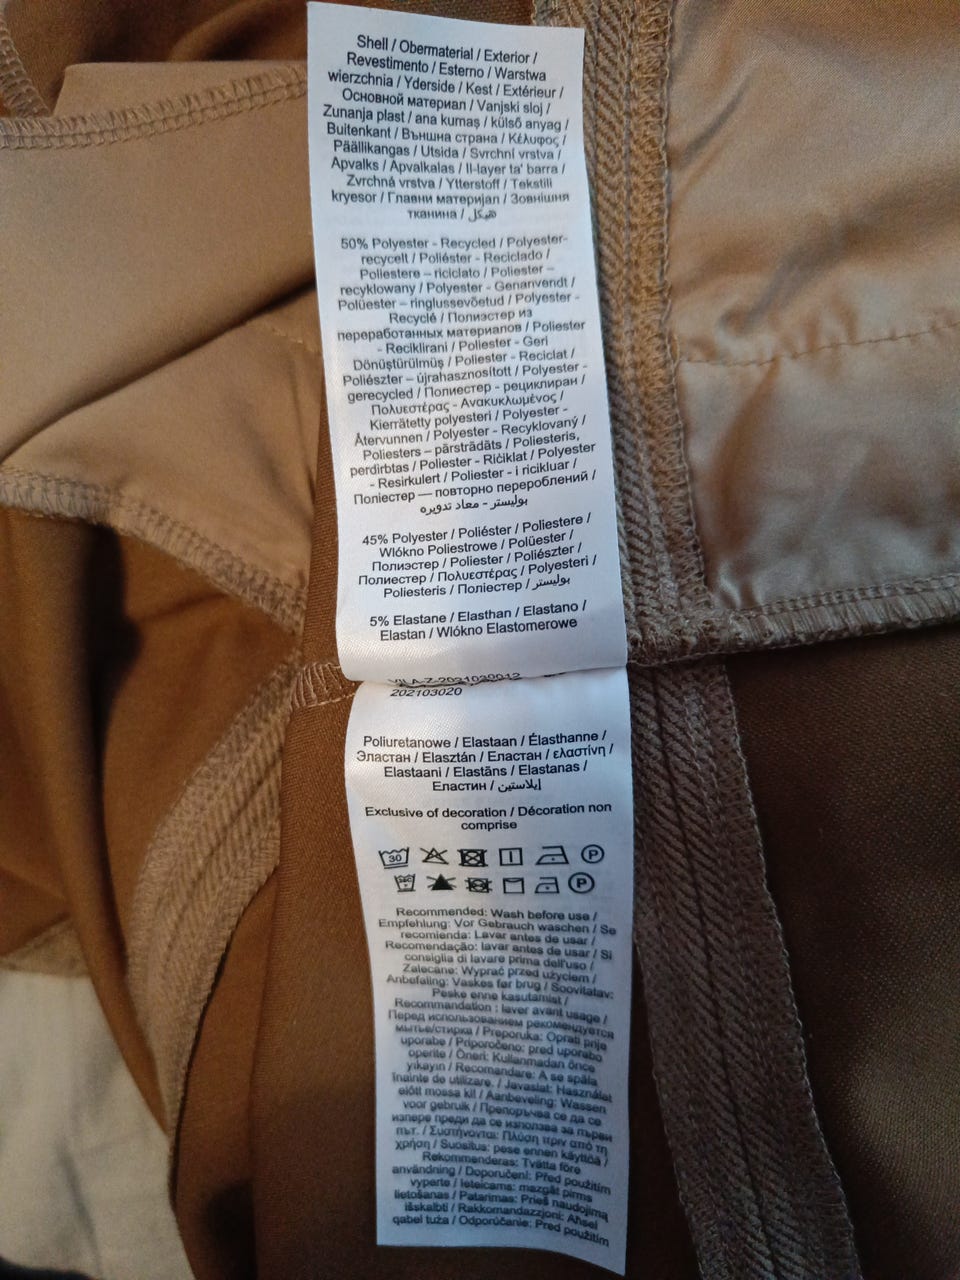 Shell / Obermaterial / Exterior /
Revestimento / Esterno / Warstwa
wierzchnia / Yderside / Kest / Extérieur /
Основной материал / Vanjski sloj /
Zunanja plast / ana kumaş / külső anyag /
Buitenkant / Външна страна / Κέλυφος /
Päällikangas / Utsida / Svrchní vrstva /
Apvalks / Apvalkalas / Il-layer ta' barra /
Zvrchná vrstva / Ytterstoff / Tekstili
kryesor / Главни материјал / Зовнішня
тканина / هيكل
50% Polyester - Recycled / Polyester-
recycelt / Poliéster - Reciclado /
Poliestere – riciclato / Poliester –
recyklowany / Polyester - Genanvendt /
Polüester – ringlussevõetud / Polyester -
Recyclé / Полиэстер из
переработанных материалов / Poliester
- Reciklirani / Poliester - Geri
Dönüştürülmüş / Poliester - Reciclat /
Poliészter – újrahasznosított / Polyester -
gerecycled / Полиестер - рециклиран /
Πολυεστέρας - Ανακυκλωμένος /
Kierrätetty polyesteri / Polyester -
Återvunnen / Polyester - Recyklovaný /
Poliesters – pārstrādāts / Poliesteris,
perdirbtas / Poliester - Riċiklat / Polyester
- Resirkulert / Poliester - i ricikluar /
Поліестер — повторно перероблений /
بوليستر - معاد تدويره
45% Polyester / Poliéster / Poliestere /
Włókno Poliestrowe / Polüester /
Полиэстер / Poliester / Poliészter /
Полиестер / Πολυεστέρας / Polyesteri /
Poliesteris / Поліестер / بوليستر
5% Elastane / Elasthan / Elastano /
Elastan / Włókno Elastomerowe
VILA-Z-2021030012
202103020
Poliuretanowe / Elastaan / Élasthanne /
Эластан / Elasztán / Еластан / ελαστίνη /
Elastaani / Elastāns / Elastanas /
Еластин / إيلاستين
Exclusive of decoration / Décoration non
comprise
30 P
P
Recommended: Wash before use /
Empfehlung: Vor Gebrauch waschen / Se
recomienda: Lavar antes de usar /
Recomendação: lavar antes de usar / Si
consiglia di lavare prima dell'uso /
Zalecane: Wyprać przed użyciem /
Anbefaling: Vaskes før brug / Soovitatav:
Peske enne kasutamist /
Recommandation : laver avant usage /
Перед использованием рекомендуется
мытье/стирка / Preporuka: Oprati prije
uporabe / Priporočeno: pred uporabo
operite / Öneri: Kullanmadan önce
yıkayın / Recomandare: A se spăla
înainte de utilizare. / Javaslat: Használat
előtt mossa ki! / Aanbeveling: Wassen
voor gebruik / Препоръчва се да се
изпере преди да се използва за първи
път. / Συστήνονται: Πλύση πριν από τη
χρήση / Suositus: pese ennen käyttöä /
Rekommenderas: Tvätta före
användning / Doporučení: Před použitím
vyperte / Ieteicams: mazgāt pirms
lietošanas / Patarimas: Prieš naudojimą
išskalbti / Rakkomandazzjoni: Aħsel
qabel tuża / Odporúčanie: Pred použitím